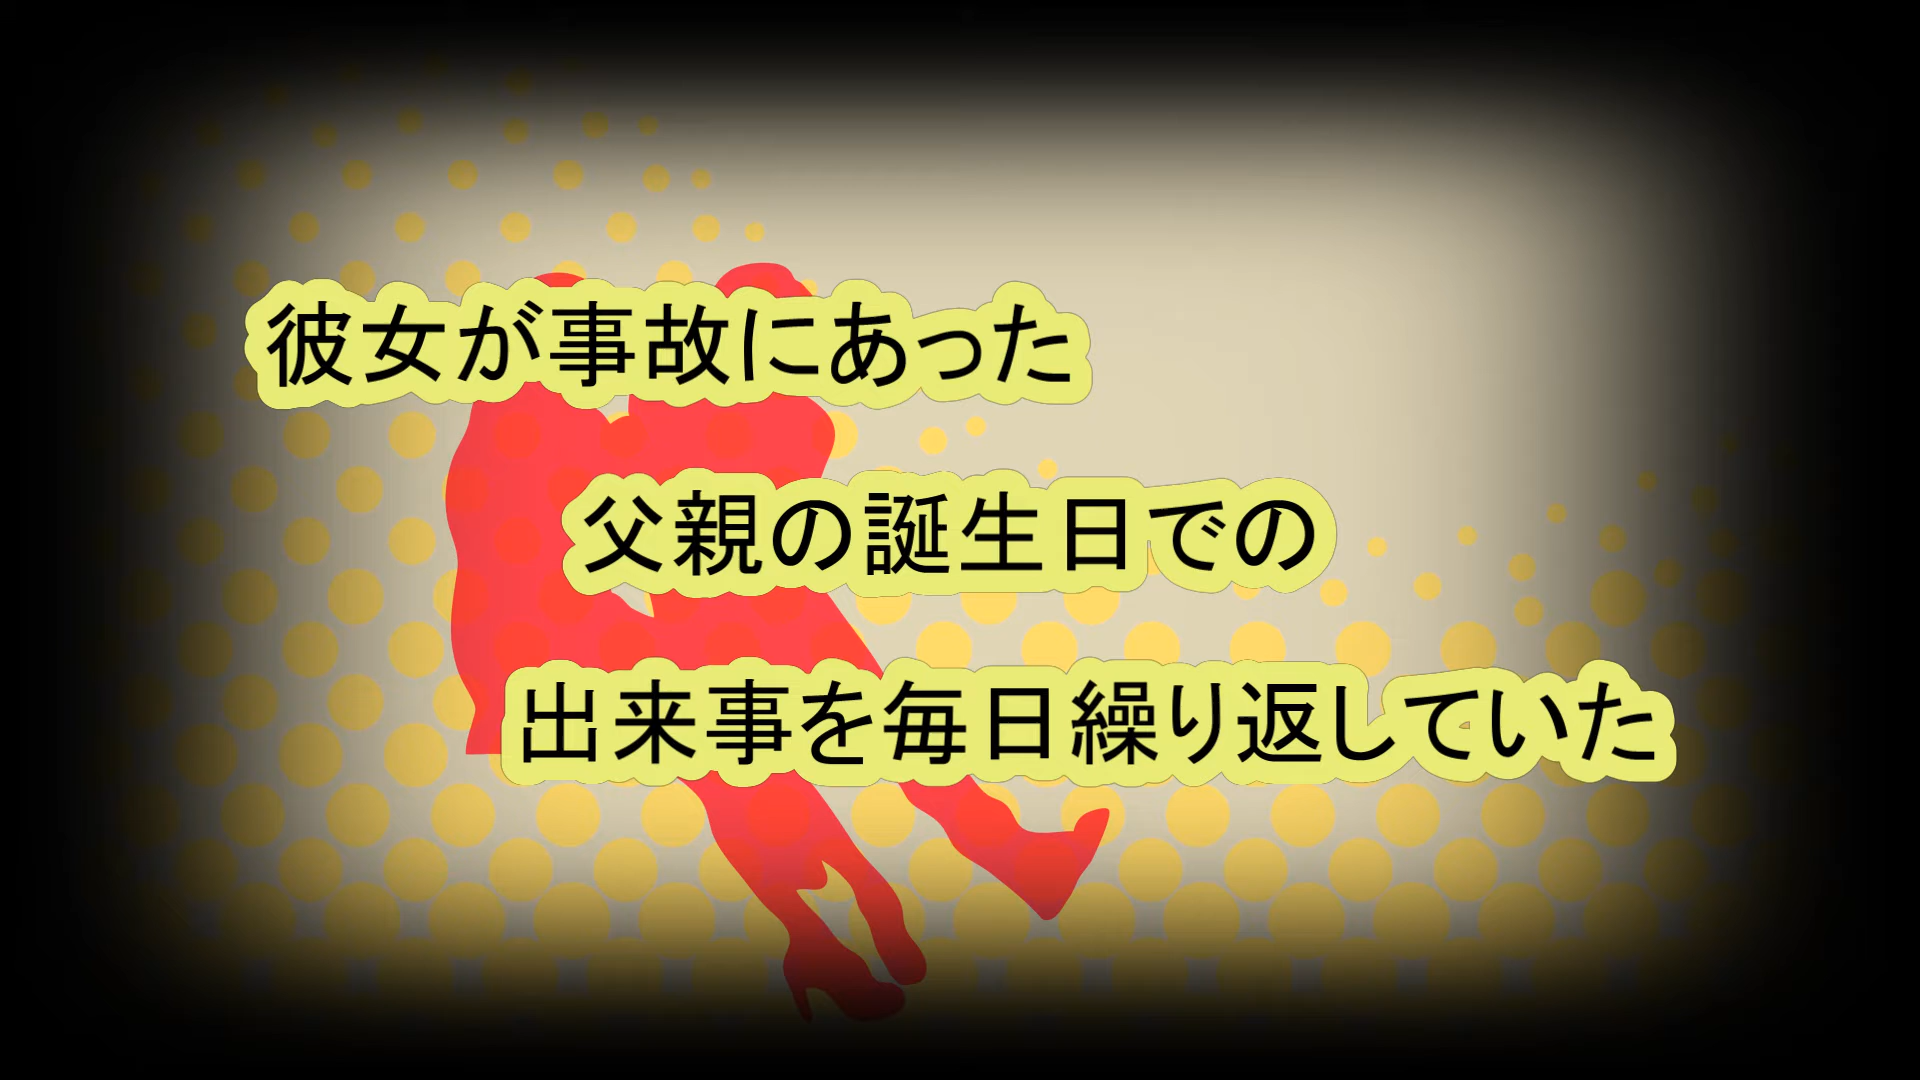 彼女が事故にあった
父親の誕生日での
出来事を毎日繰り返していた